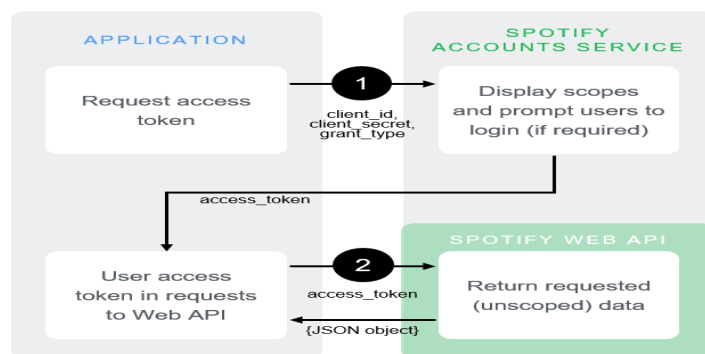 APPLICATION
SPOTIFY
ACCOUNTS SERVICE
Request access
token
1
client_id,
client_secret,
grant_type
Display scopes
and prompt users to
login (if required)
access_token
SPOTIFY WEB API
User access
token in requests
to Web API
2
access_token
{JSON object}
Return requested
(unscoped) data